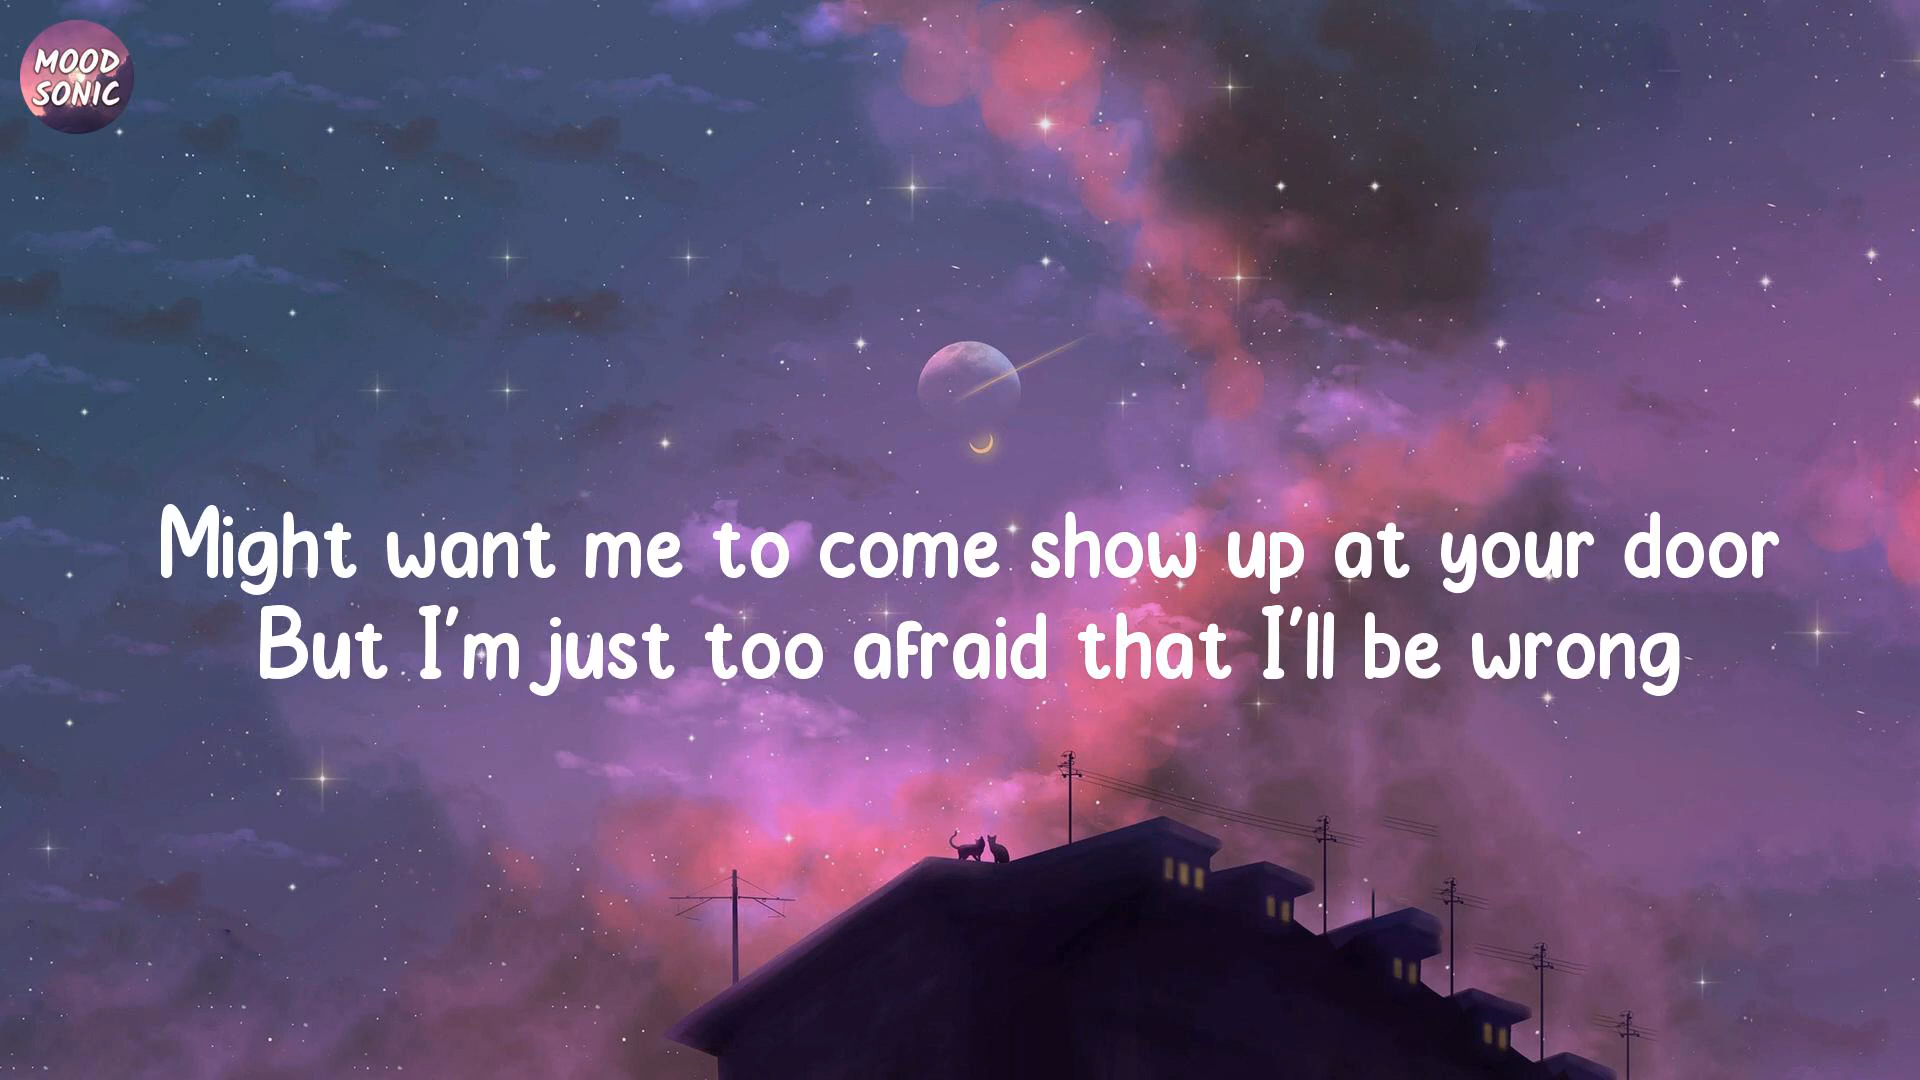 MOOD
SONIC
Might want me to come show up at your door
But I'm just too afraid that I'll be wrong